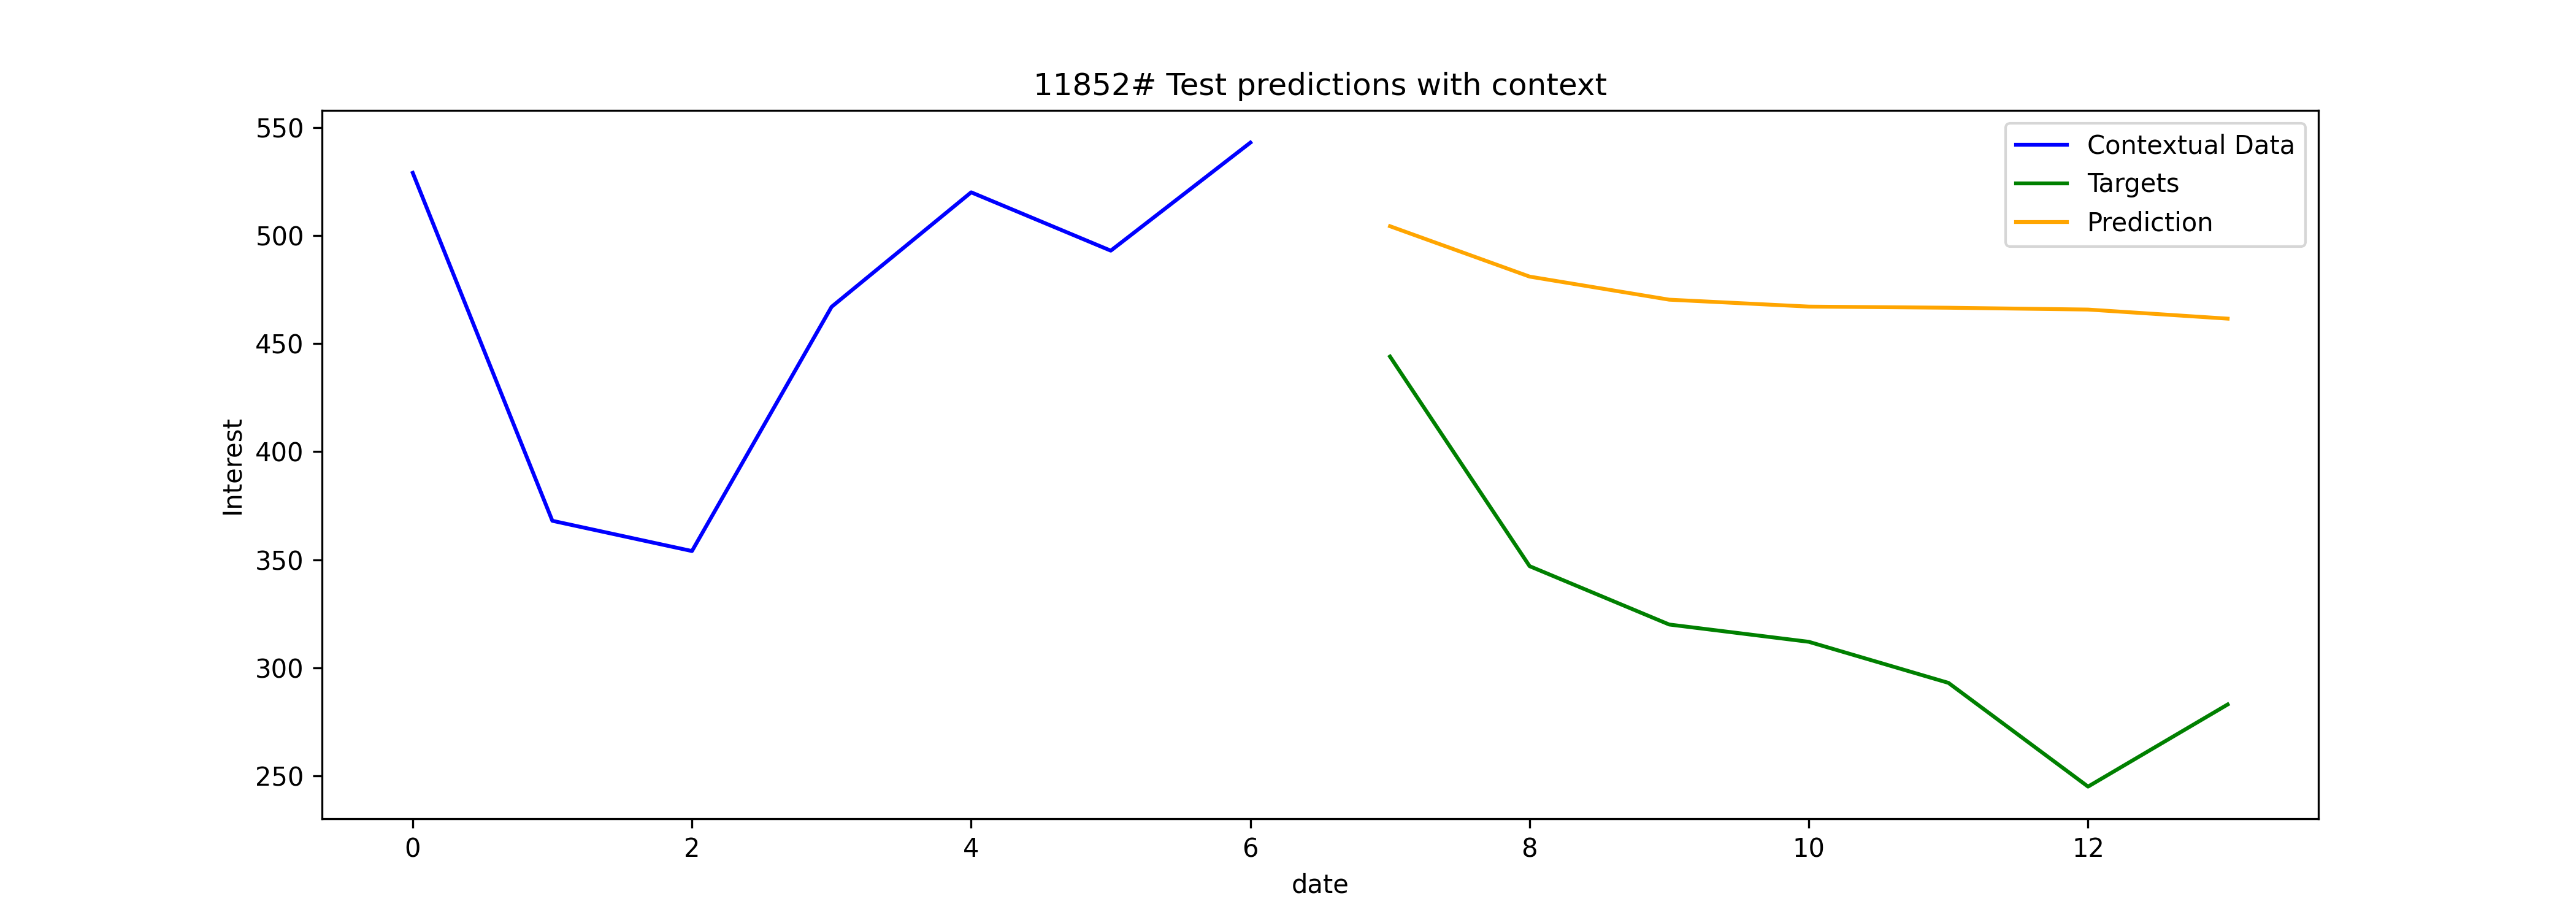 11852# Test predictions with context
550
500
450
400
350
300
250
Interest
0 2 4 6 8 10 12
date
Contextual Data
Targets
Prediction